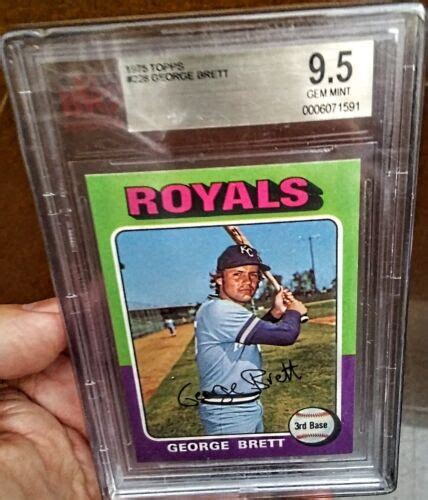 1975 TOPPS
#228 GEORGE BRETT
9.5
GEM MINT
0006071591
ROYALS
KC
George Brett
3rd Base
GEORGE BRETT